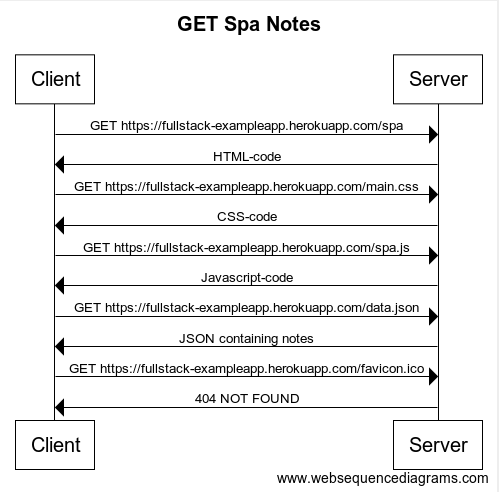 GET Spa Notes
Client Server
GET https://fullstack-exampleapp.herokuapp.com/spa
HTML-code
GET https://fullstack-exampleapp.herokuapp.com/main.css
CSS-code
GET https://fullstack-exampleapp.herokuapp.com/spa.js
Javascript-code
GET https://fullstack-exampleapp.herokuapp.com/data.json
JSON containing notes
GET https://fullstack-exampleapp.herokuapp.com/favicon.ico
404 NOT FOUND
Client Server
www.websequencediagrams.com